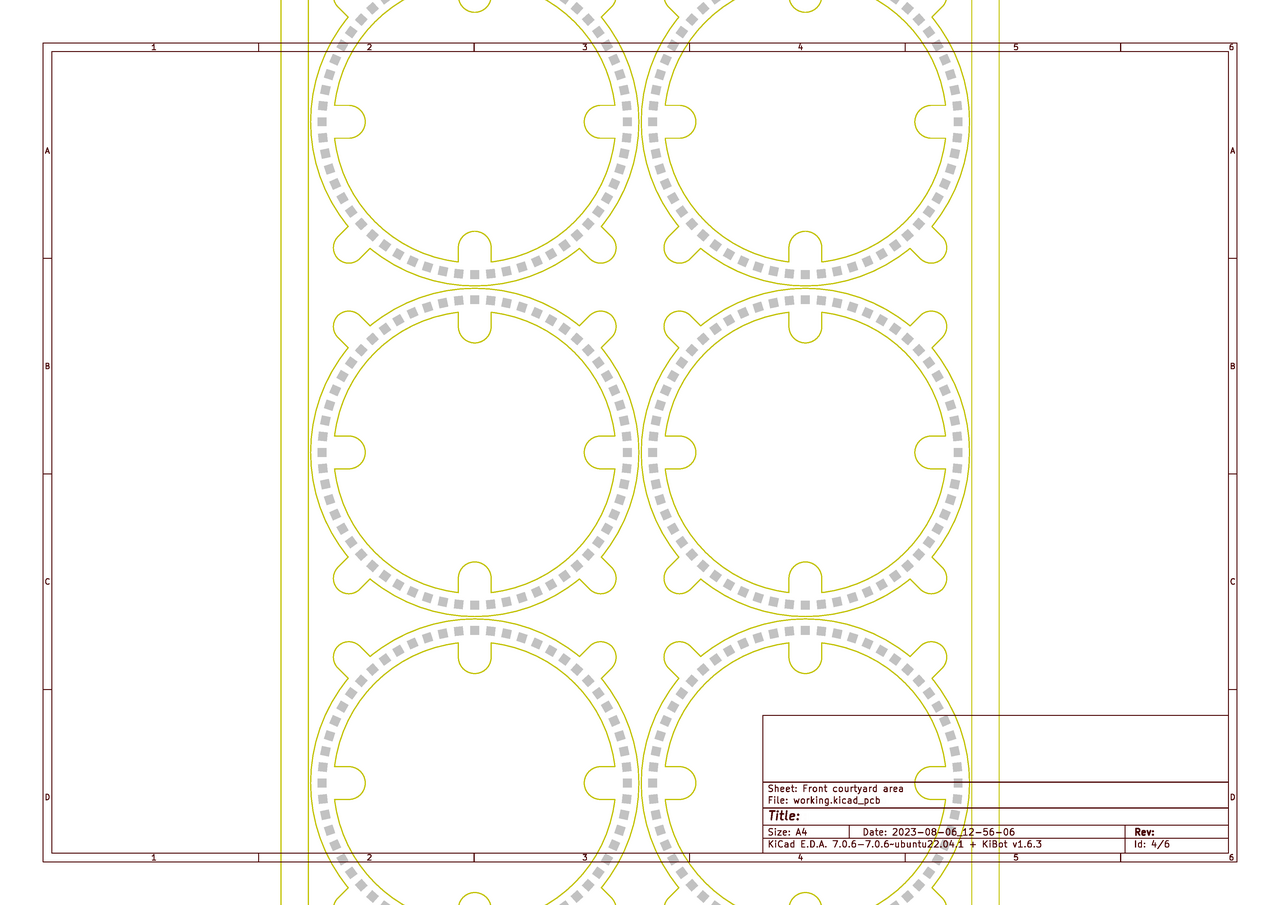 1 2 3 4 5 6
A A
B B
C C
D D
Sheet: Front courtyard area
File: working.kicad_pcb
Title:
Size: A4 Date: 2023-08-06_12-56-06 Rev:
KiCad E.D.A. 7.0.6-7.0.6~ubuntu22.04.1 + KiBot v1.6.3 Id: 4/6
1 2 3 4 5 6